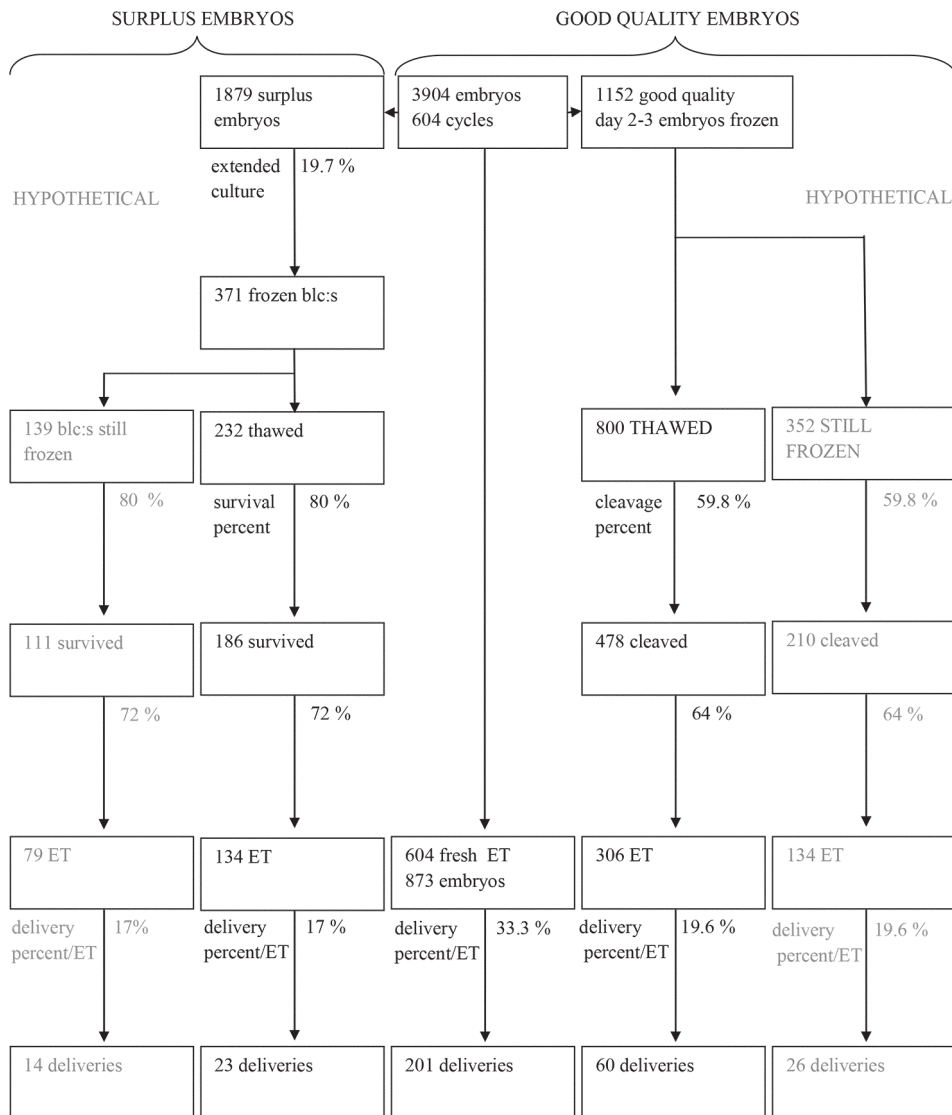 SURPLUS EMBRYOS
GOOD QUALITY EMBRYOS
1879 surplus
embryos
3904 embryos
604 cycles
1152 good quality
day 2-3 embryos frozen
extended
culture
19.7 %
HYPOTHETICAL
HYPOTHETICAL
371 frozen blc:s
139 blc:s still
frozen
232 thawed
800 THAWED
352 STILL
FROZEN
80 %
survival
percent
80 %
cleavage
percent
59.8 %
59.8 %
111 survived
186 survived
478 cleaved
210 cleaved
72 %
72 %
64 %
64 %
79 ET
134 ET
604 fresh ET
873 embryos
306 ET
134 ET
delivery
percent/ET
17%
delivery
percent/ET
17 %
delivery
percent/ET
33.3 %
delivery
percent/ET
19.6 %
delivery
percent/ET
19.6 %
14 deliveries
23 deliveries
201 deliveries
60 deliveries
26 deliveries